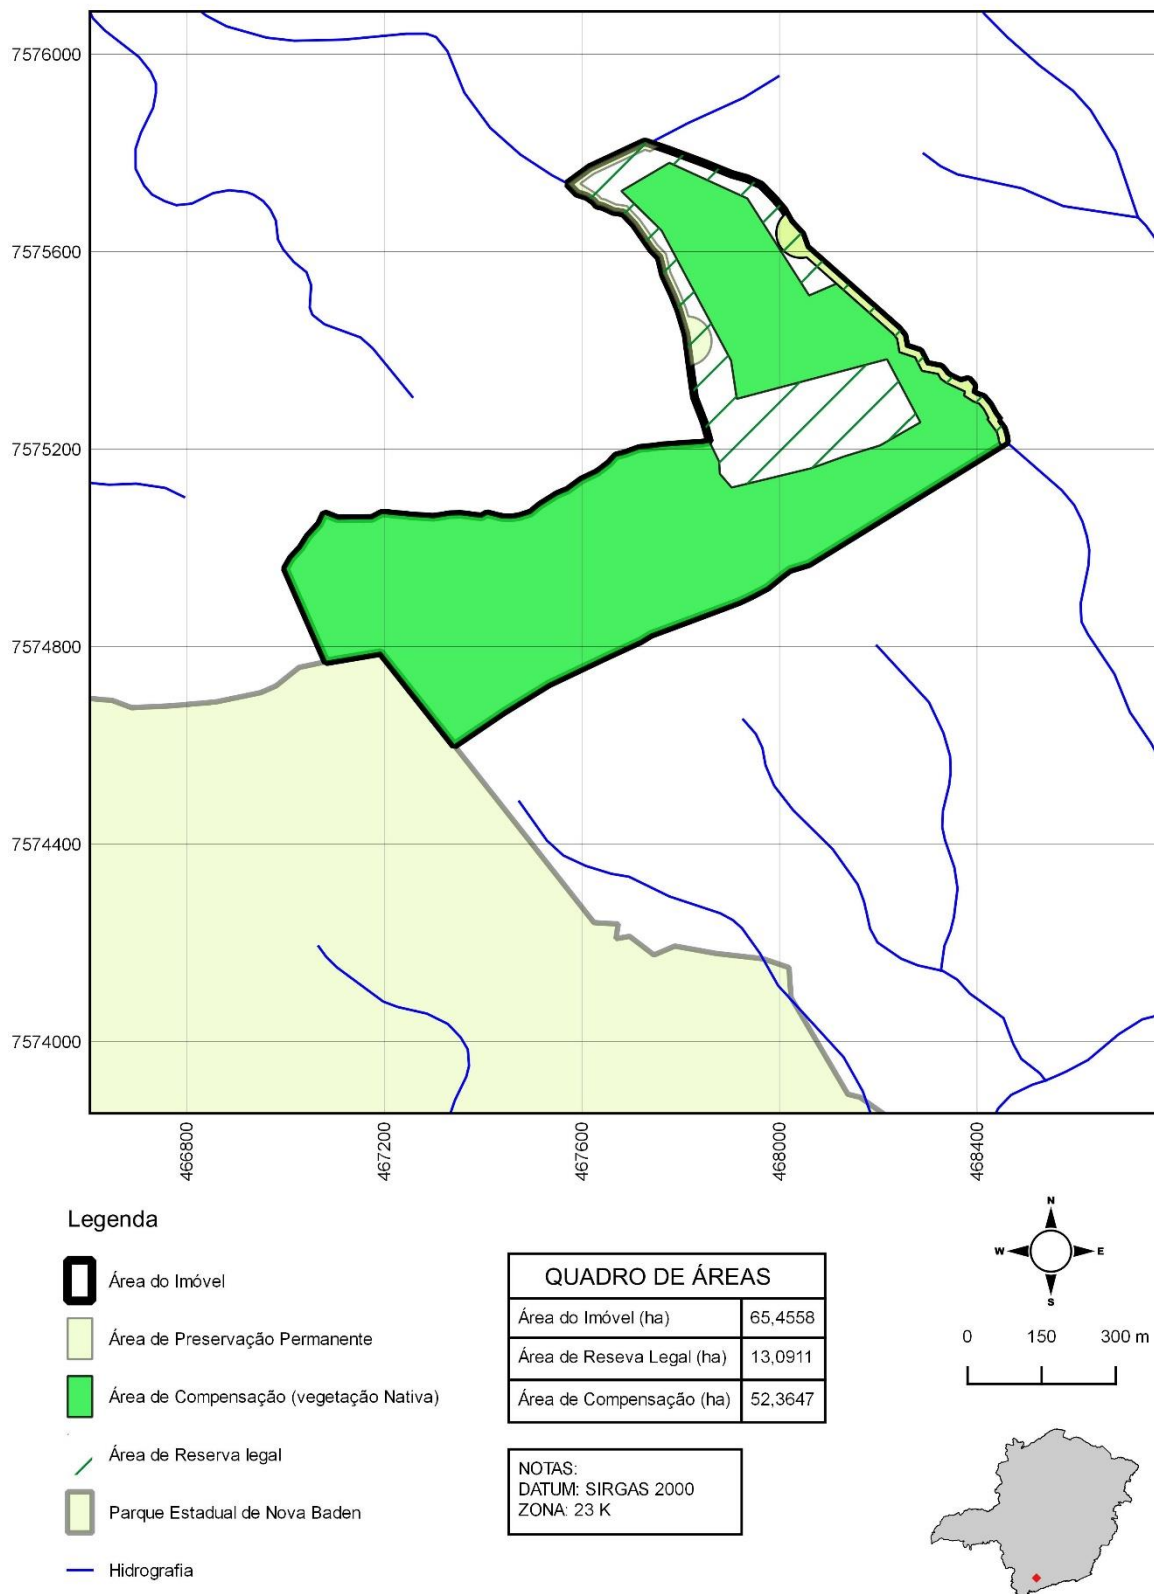 7576000
7575600
7575200
7574800
7574400
7574000
466800
467200
467600
468000
468400
Legenda
Área do Imóvel
Área de Preservação Permanente
Área de Compensação (vegetação Nativa)
Área de Reserva legal
Parque Estadual de Nova Baden
Hidrografia
QUADRO DE ÁREAS
Área do Imóvel (ha) 65,4558
Área de Reseva Legal (ha) 13,0911
Área de Compensação (ha) 52,3647
NOTAS:
DATUM: SIRGAS 2000
ZONA: 23 K
N
W E
S
0 150 300 m